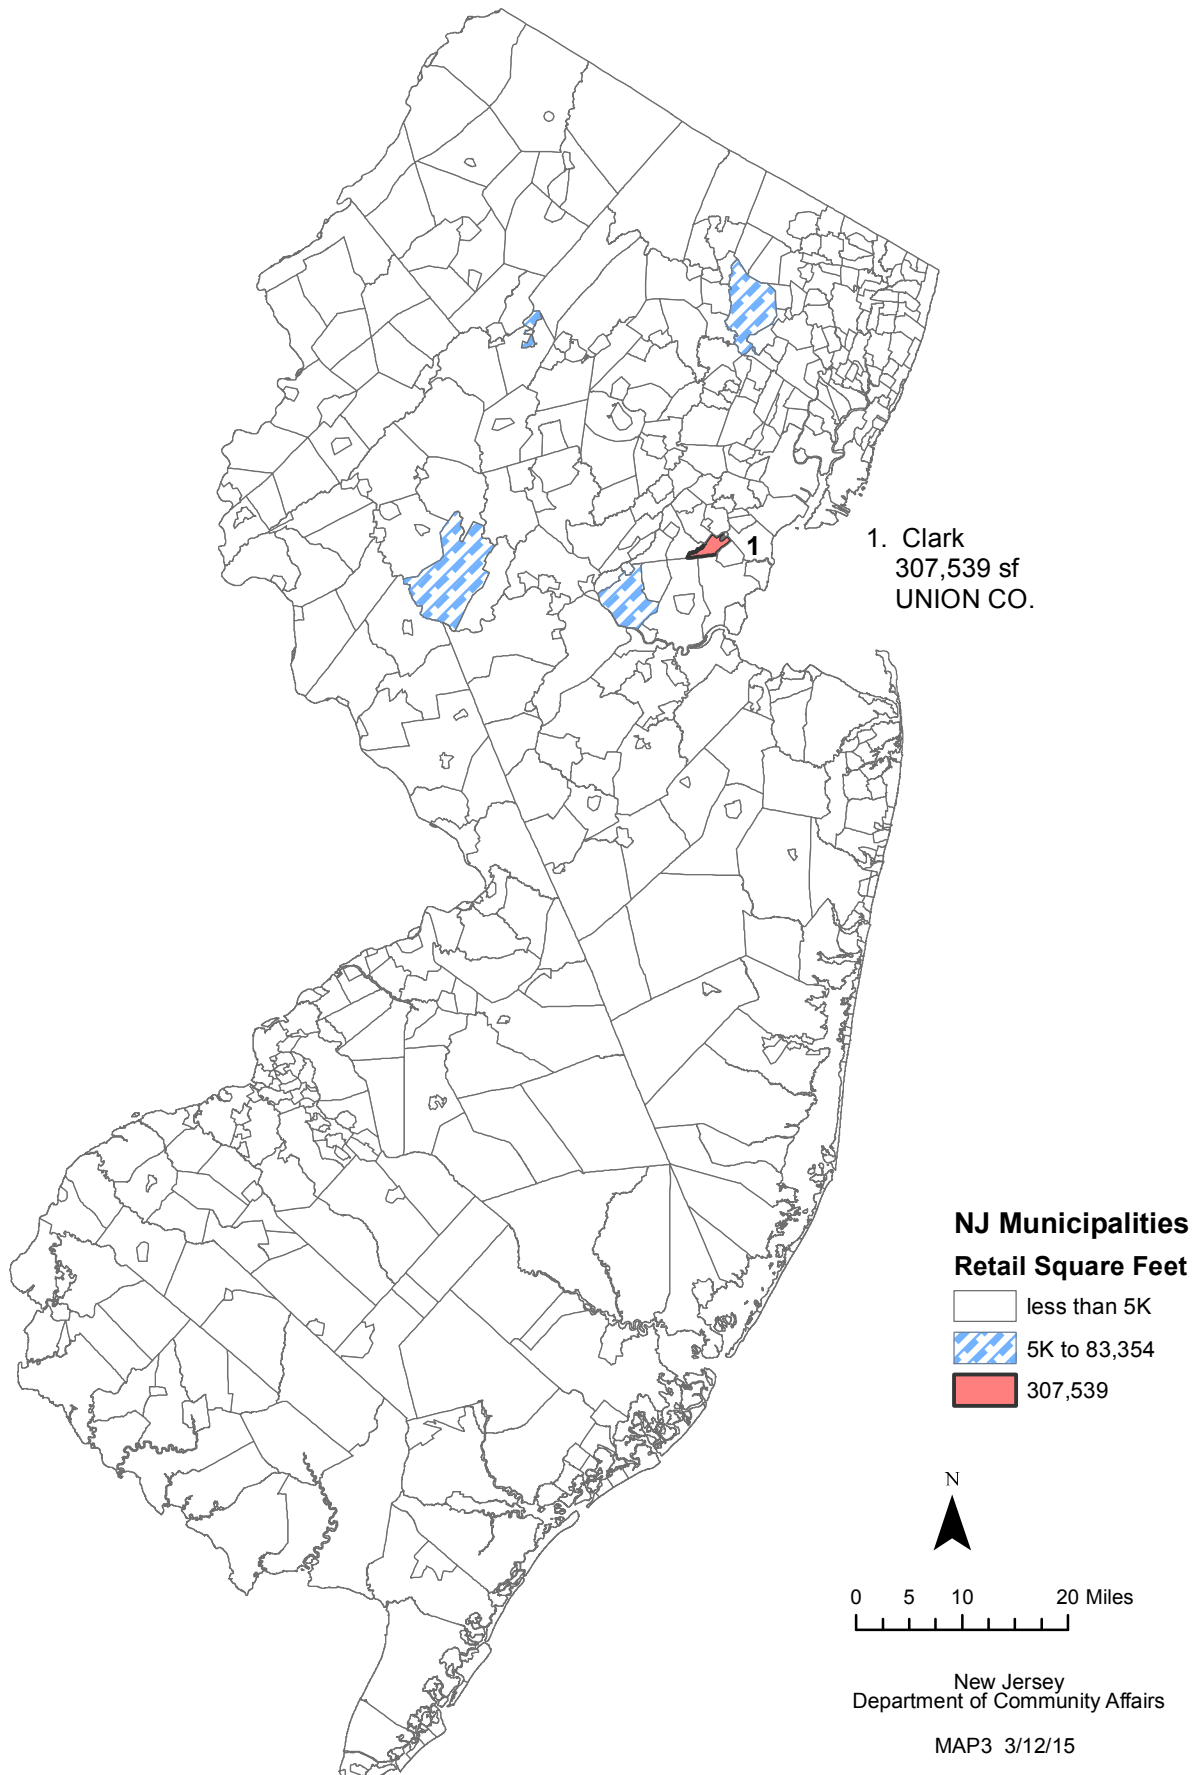 1
1. Clark
307,539 sf
UNION CO.
NJ Municipalities
Retail Square Feet
less than 5K
5K to 83,354
307,539
N
0 5 10 20 Miles
New Jersey
Department of Community Affairs
MAP3 3/12/15